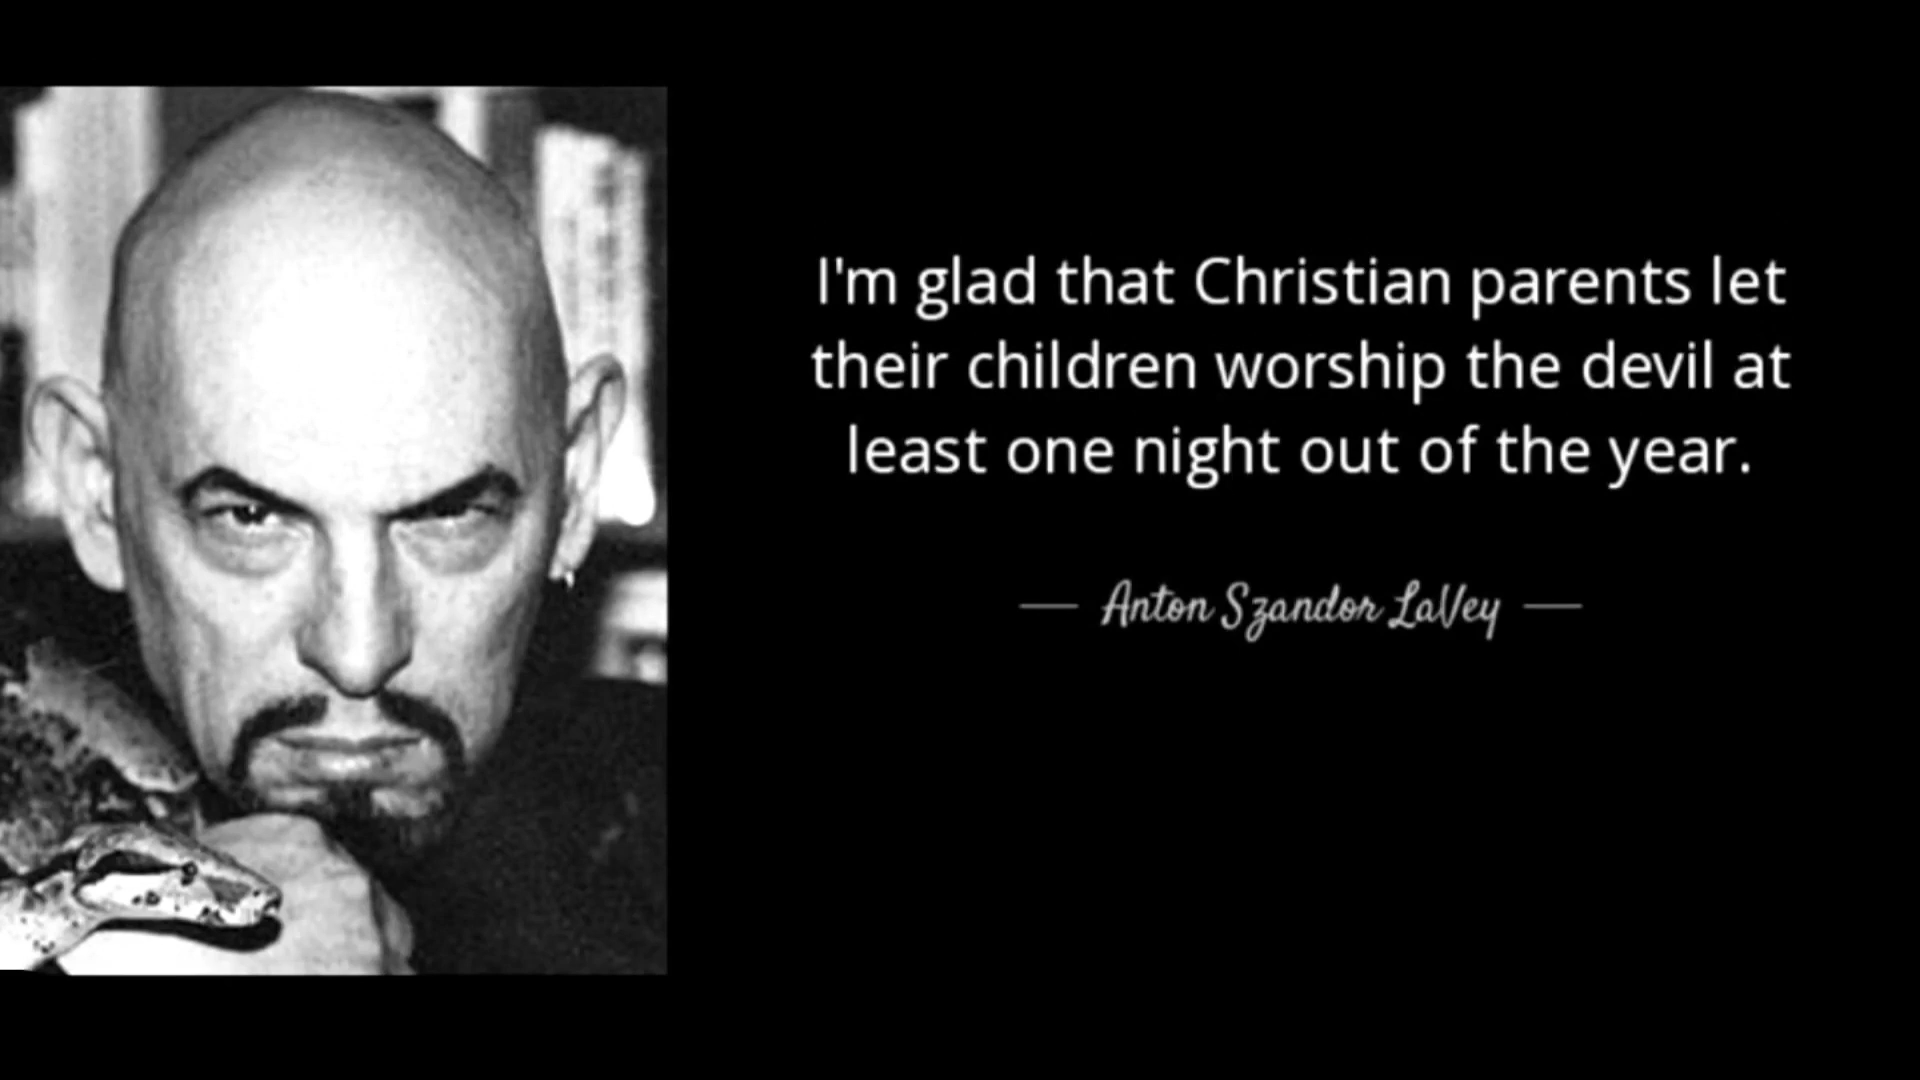 I'm glad that Christian parents let
their children worship the devil at
least one night out of the year.
— Anton Szandor LaVey —